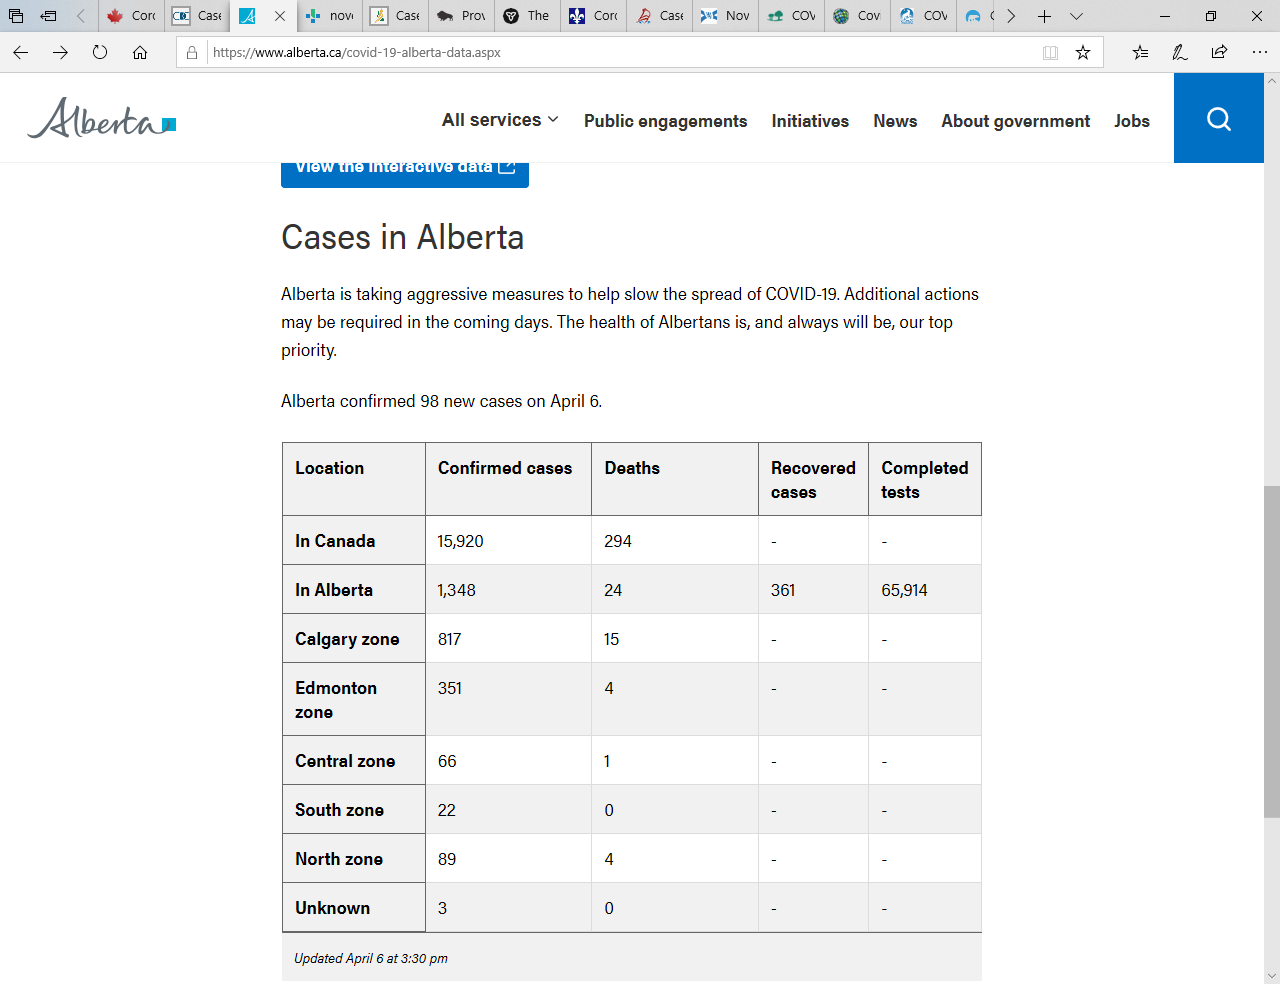 Corc
Case
nove
Case
Prov
The
Corc
Case
Nov
COV
Cov
COV
https://www.alberta.ca/covid-19-alberta-data.aspx
Alberta
All services
Public engagements
Initiatives
News
About government
Jobs
View the interactive data
Cases in Alberta
Alberta is taking aggressive measures to help slow the spread of COVID-19. Additional actions
may be required in the coming days. The health of Albertans is, and always will be, our top
priority.
Alberta confirmed 98 new cases on April 6.
Location Confirmed cases Deaths Recovered cases Completed tests
In Canada 15,920 294 - -
In Alberta 1,348 24 361 65,914
Calgary zone 817 15 - -
Edmonton zone 351 4 - -
Central zone 66 1 - -
South zone 22 0 - -
North zone 89 4 - -
Unknown 3 0 - -
Updated April 6 at 3:30 pm